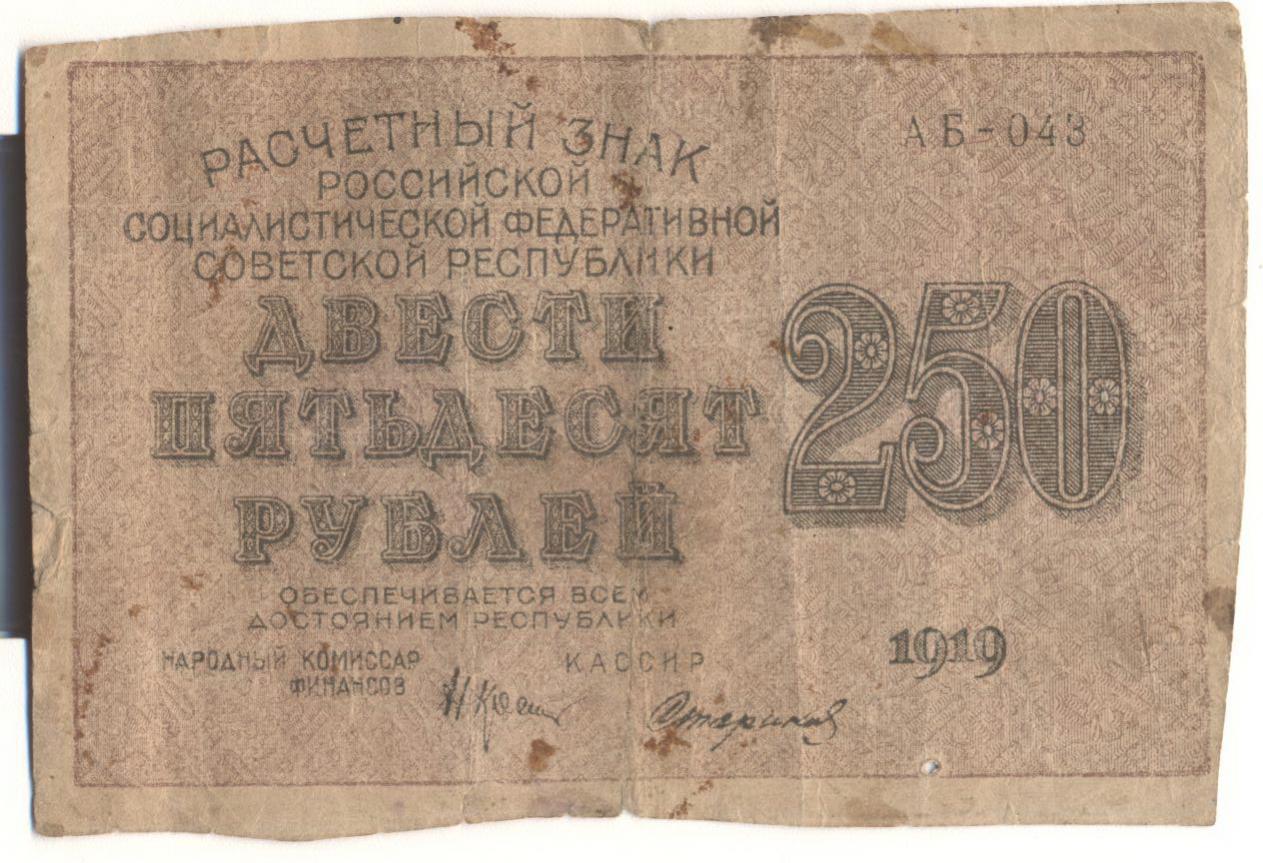 РАСЧЕТНЫЙ ЗНАК
РОССИЙСКОЙ
СОЦИАЛИСТИЧЕСКОЙ ФЕДЕРАТИВНОЙ
СОВЕТСКОЙ РЕСПУБЛИКИ
АБ-043
ДВЕСТИ
ПЯТЬДЕСЯТ
РУБЛЕЙ
250
ОБЕСПЕЧИВАЕТСЯ ВСЕМ
ДОСТОЯНИЕМ РЕСПУБЛИКИ
НАРОДНЫЙ КОМИССАР
ФИНАНСОВ
КАССИР
1919